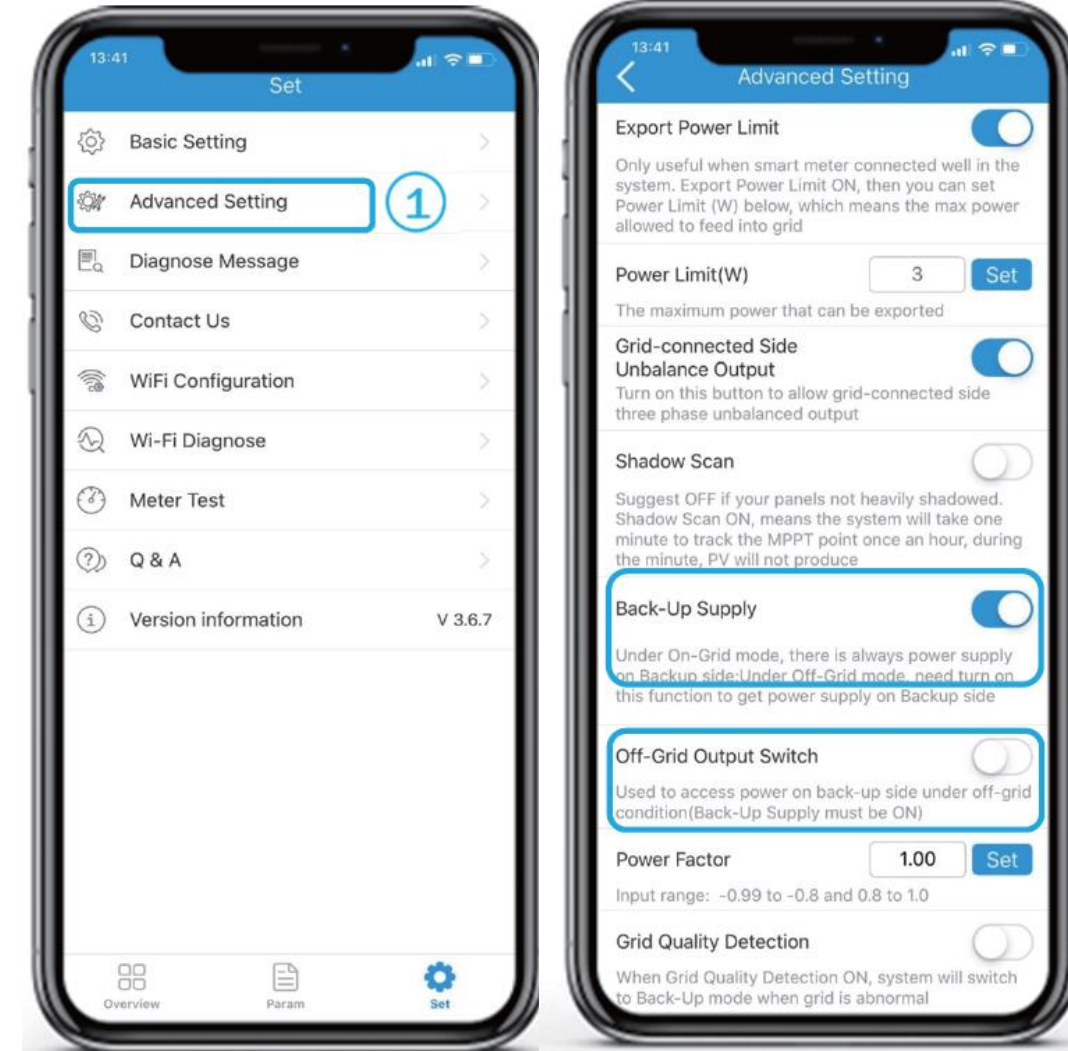 13:41
Set
Basic Setting
Advanced Setting
1
Diagnose Message
Contact Us
WiFi Configuration
Wi-Fi Diagnose
Meter Test
Q & A
Version information V 3.6.7
Overview Param Set
13:41
Advanced Setting
Export Power Limit
Only useful when smart meter connected well in the
system. Export Power Limit ON, then you can set
Power Limit (W) below, which means the max power
allowed to feed into grid
Power Limit(W) 3 Set
The maximum power that can be exported
Grid-connected Side
Unbalance Output
Turn on this button to allow grid-connected side
three phase unbalanced output
Shadow Scan
Suggest OFF if your panels not heavily shadowed.
Shadow Scan ON, means the system will take one
minute to track the MPPT point once an hour, during
the minute, PV will not produce
Back-Up Supply
Under On-Grid mode, there is always power supply
on Backup side:Under Off-Grid mode, need turn on
this function to get power supply on Backup side
Off-Grid Output Switch
Used to access power on back-up side under off-grid
condition(Back-Up Supply must be ON)
Power Factor 1.00 Set
Input range: -0.99 to -0.8 and 0.8 to 1.0
Grid Quality Detection
When Grid Quality Detection ON, system will switch
to Back-Up mode when grid is abnormal